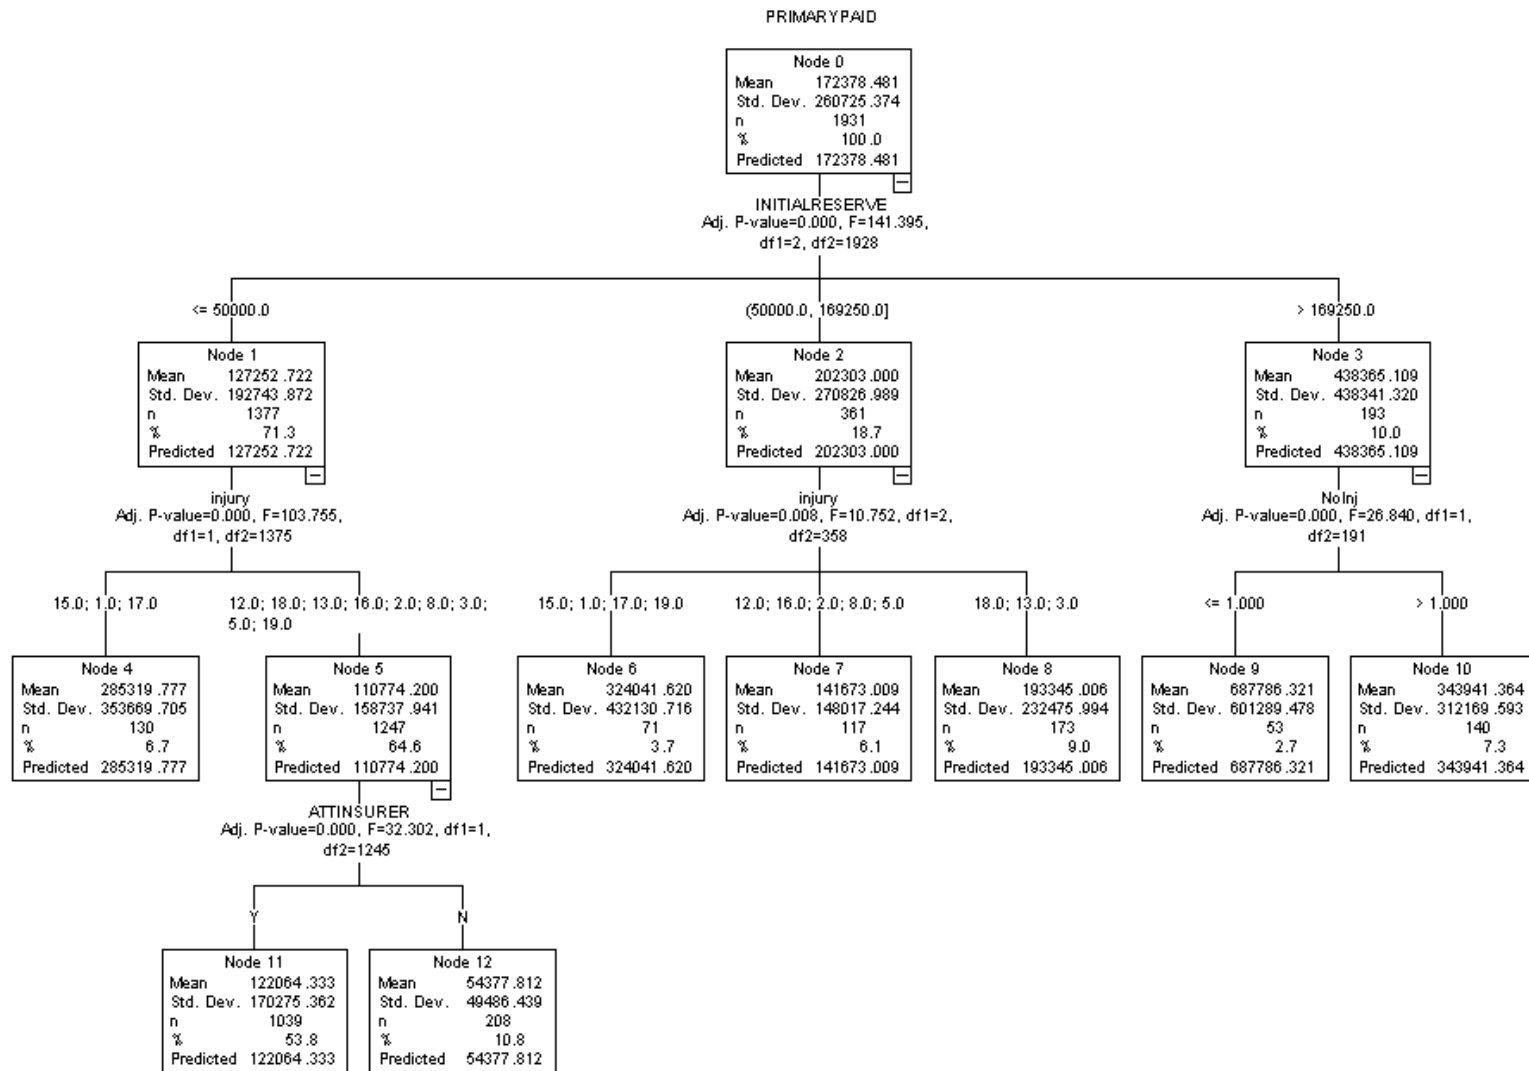 PRIMARYPAID
Node 0
Mean 172378.481
Std. Dev. 260725.374
n 1931
% 100.0
Predicted 172378.481
INITIALRESERVE
Adj. P-value=0.000, F=141.395,
df1=2, df2=1928
<= 50000.0
(50000.0, 169250.0]
> 169250.0
Node 1
Mean 127252.722
Std. Dev. 192743.872
n 1377
% 71.3
Predicted 127252.722
Node 2
Mean 202303.000
Std. Dev. 270826.989
n 361
% 18.7
Predicted 202303.000
Node 3
Mean 438365.109
Std. Dev. 438341.320
n 193
% 10.0
Predicted 438365.109
injury
Adj. P-value=0.000, F=103.755,
df1=1, df2=1375
injury
Adj. P-value=0.008, F=10.752, df1=2,
df2=358
NoInj
Adj. P-value=0.000, F=26.840, df1=1,
df2=191
15.0; 1.0; 17.0
12.0; 18.0; 13.0; 16.0; 2.0; 8.0; 3.0;
5.0; 19.0
15.0; 1.0; 17.0; 19.0
12.0; 16.0; 2.0; 8.0; 5.0
18.0; 13.0; 3.0
<= 1.000
> 1.000
Node 4
Mean 285319.777
Std. Dev. 353669.705
n 130
% 6.7
Predicted 285319.777
Node 5
Mean 110774.200
Std. Dev. 158737.941
n 1247
% 64.6
Predicted 110774.200
Node 6
Mean 324041.620
Std. Dev. 432130.716
n 71
% 3.7
Predicted 324041.620
Node 7
Mean 141673.009
Std. Dev. 148017.244
n 117
% 6.1
Predicted 141673.009
Node 8
Mean 193345.006
Std. Dev. 232475.994
n 173
% 9.0
Predicted 193345.006
Node 9
Mean 687786.321
Std. Dev. 601289.478
n 53
% 2.7
Predicted 687786.321
Node 10
Mean 343941.364
Std. Dev. 312169.593
n 140
% 7.3
Predicted 343941.364
ATTINSURER
Adj. P-value=0.000, F=32.302, df1=1,
df2=1245
Y
N
Node 11
Mean 122064.333
Std. Dev. 170275.362
n 1039
% 53.8
Predicted 122064.333
Node 12
Mean 54377.812
Std. Dev. 49486.439
n 208
% 10.8
Predicted 54377.812